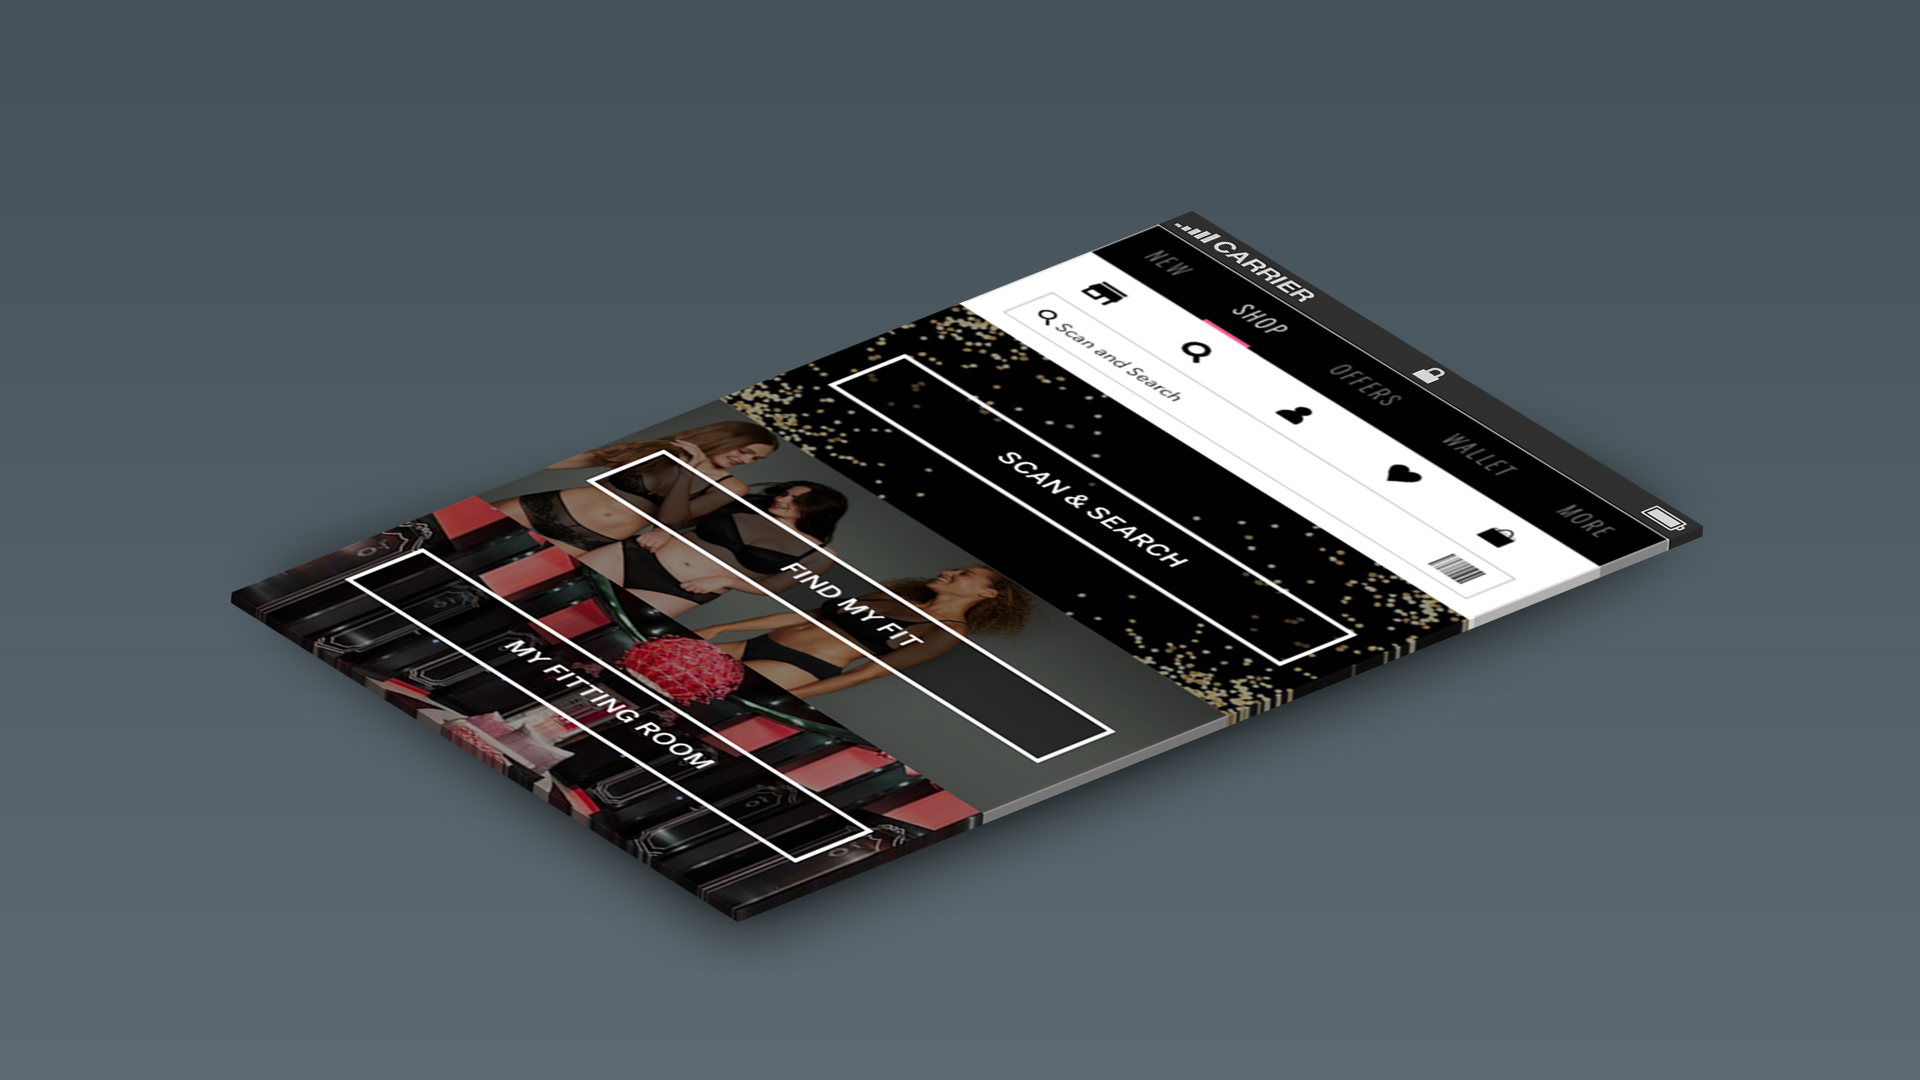 CARRIER
NEW SHOP OFFERS WALLET MORE
Scan and Search
SCAN & SEARCH
FIND MY FIT
MY FITTING ROOM